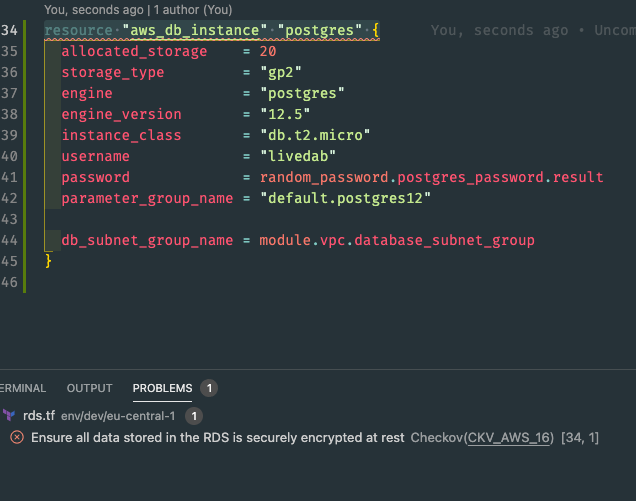 You, seconds ago | 1 author (You)
34 resource "aws_db_instance" "postgres" { You, seconds ago • Uncom
35 allocated_storage = 20
36 storage_type = "gp2"
37 engine = "postgres"
38 engine_version = "12.5"
39 instance_class = "db.t2.micro"
40 username = "livedab"
41 password = random_password.postgres_password.result
42 parameter_group_name = "default.postgres12"
43
44 db_subnet_group_name = module.vpc.database_subnet_group
45 }
46
ERMINAL OUTPUT PROBLEMS 1
rds.tf env/dev/eu-central-1 1
Ensure all data stored in the RDS is securely encrypted at rest Checkov(CKV_AWS_16) [34, 1]